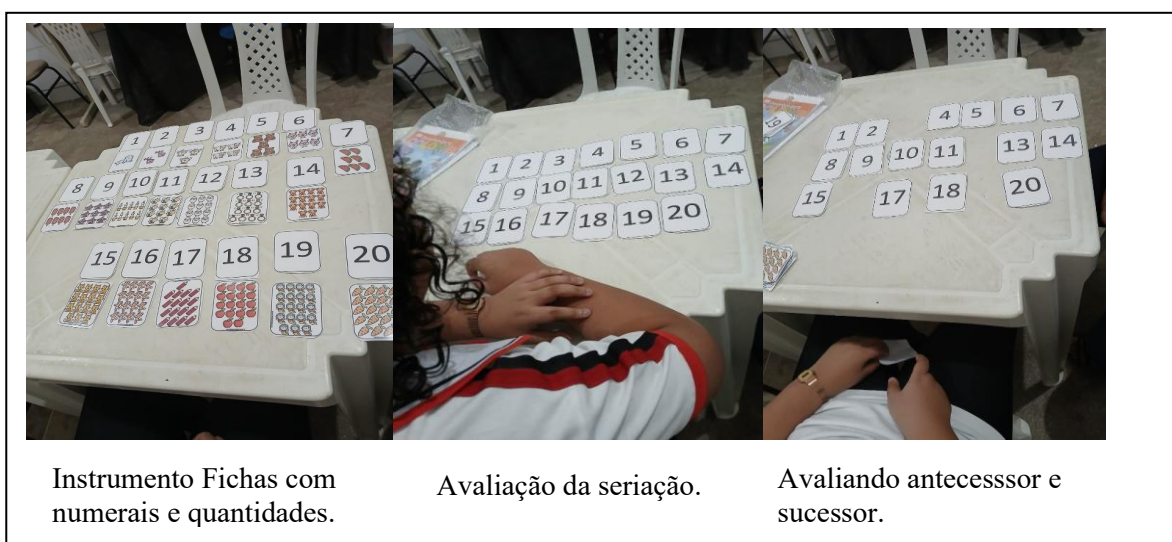 1 2 3 4 5 6 7
8 9 10 11 12 13 14
15 16 17 18 19 20
1 2 3 4 5 6 7
8 9 10 11 12 13 14
15 16 17 18 19 20
1 2 4 5 6 7
8 9 10 11 13 14
15 17 18 20
Instrumento Fichas com
numerais e quantidades.
Avaliação da seriação.
Avaliando antecesssor e
sucessor.